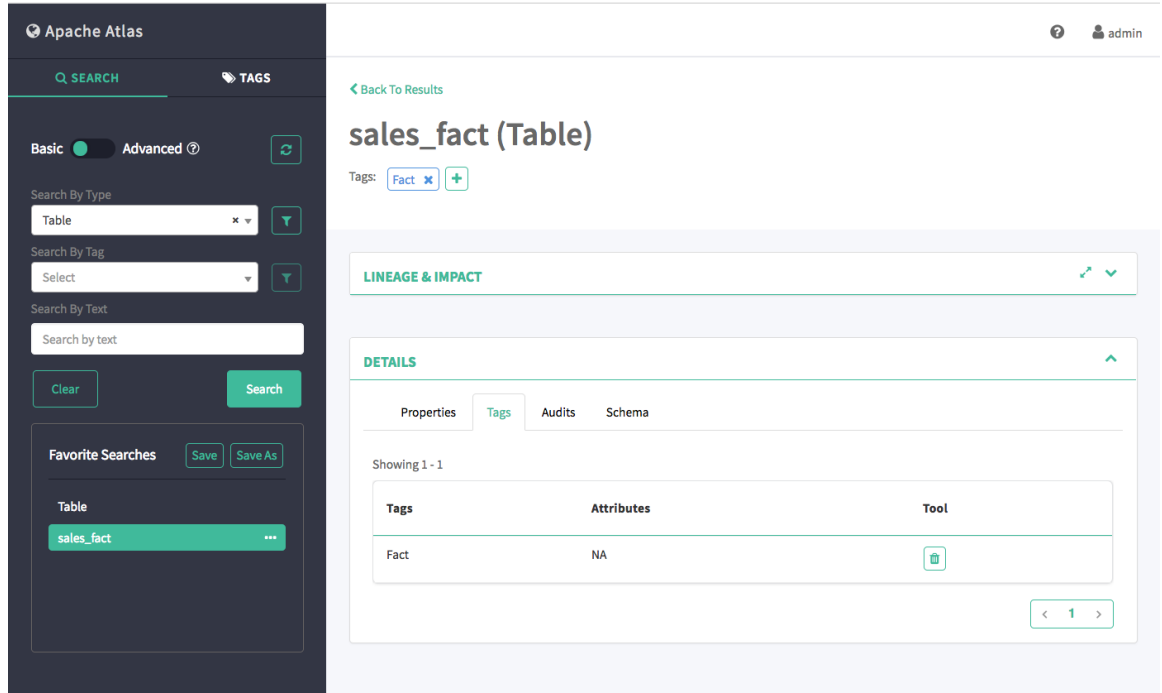 Apache Atlas
admin
SEARCH
TAGS
Back To Results
sales_fact (Table)
Tags: Fact
Basic Advanced
Search By Type
Table
Search By Tag
Select
Search By Text
Search by text
Clear Search
Favorite Searches Save Save As
Table
sales_fact
LINEAGE & IMPACT
DETAILS
Properties Tags Audits Schema
Showing 1 - 1
Tags Attributes Tool
Fact NA
1